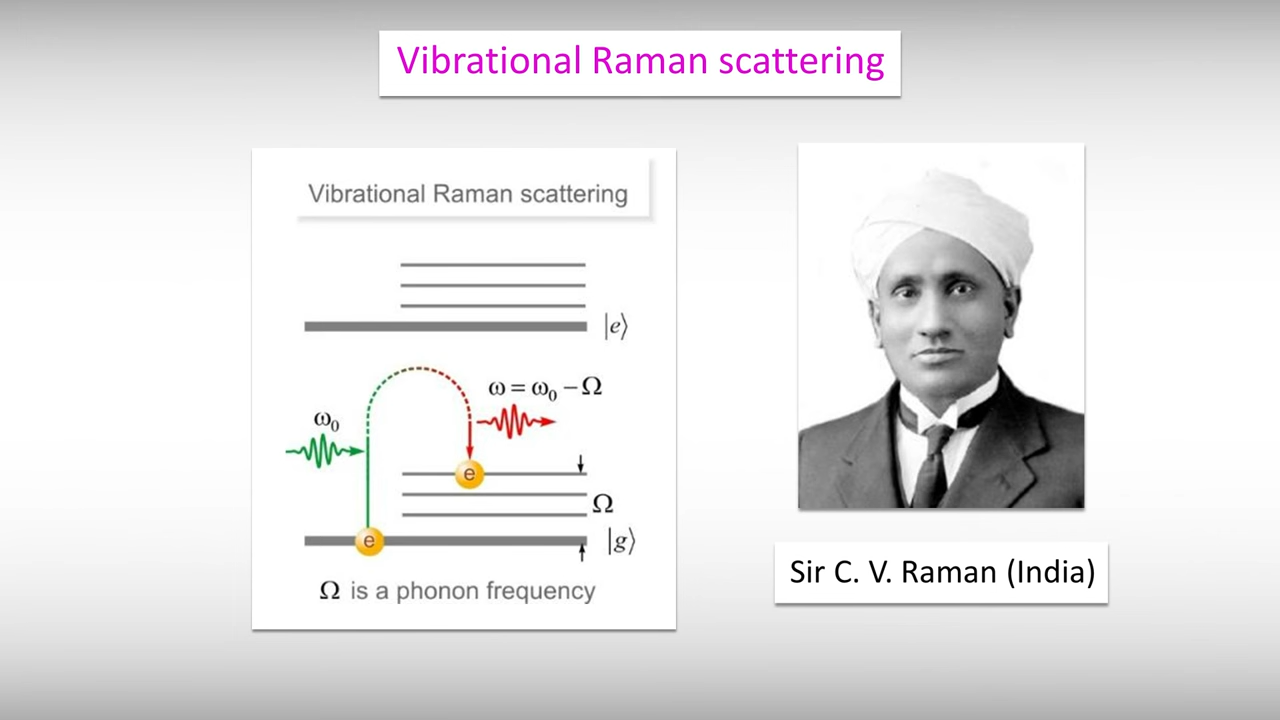 Vibrational Raman scattering
Vibrational Raman scattering
|e⟩
ω = ω₀ − Ω
ω₀
e
Ω
e
|g⟩
Ω is a phonon frequency
Sir C. V. Raman (India)